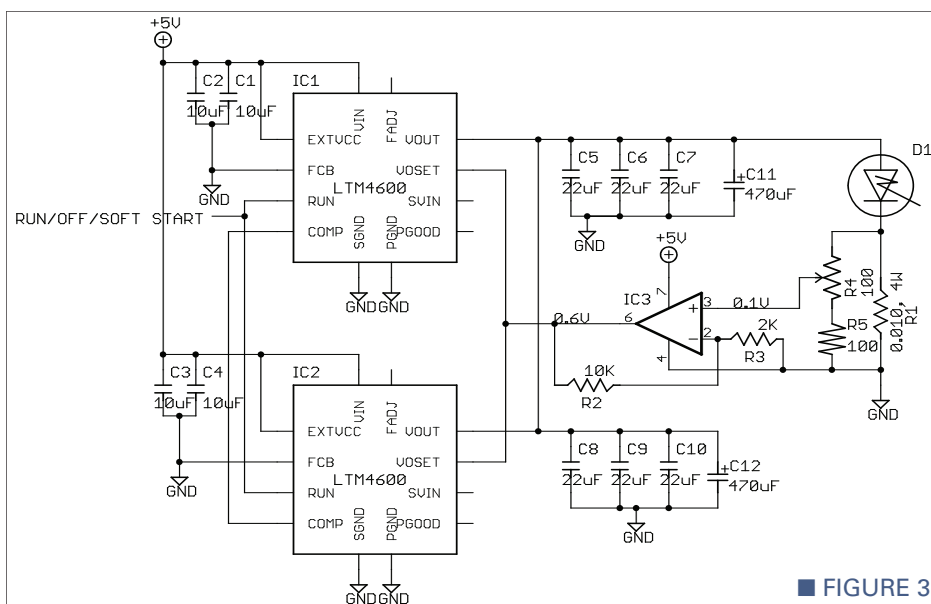 +5V
C2 C1
10uF 10uF
GND
IC1
VIN
FADJ
EXTVCC VOUT
FCB VOSET
LTM4600
RUN SVIN
COMP PGOOD
SGND
PGND
GND GND
RUN/OFF/SOFT START
C5 C6 C7
22uF 22uF 22uF
+C11
470uF
GND
D1
+5V
IC3
7
3
+
0.1V
6
0.6V
2
-
4
2K
R3
10K
R2
R4
100
R5
100
0.010, 4W
R1
GND
C3 C4
10uF 10uF
GND
IC2
VIN
FADJ
EXTVCC VOUT
FCB VOSET
LTM4600
RUN SVIN
COMP PGOOD
SGND
PGND
GND GND
C8 C9 C10
22uF 22uF 22uF
+C12
470uF
GND
■ FIGURE 3